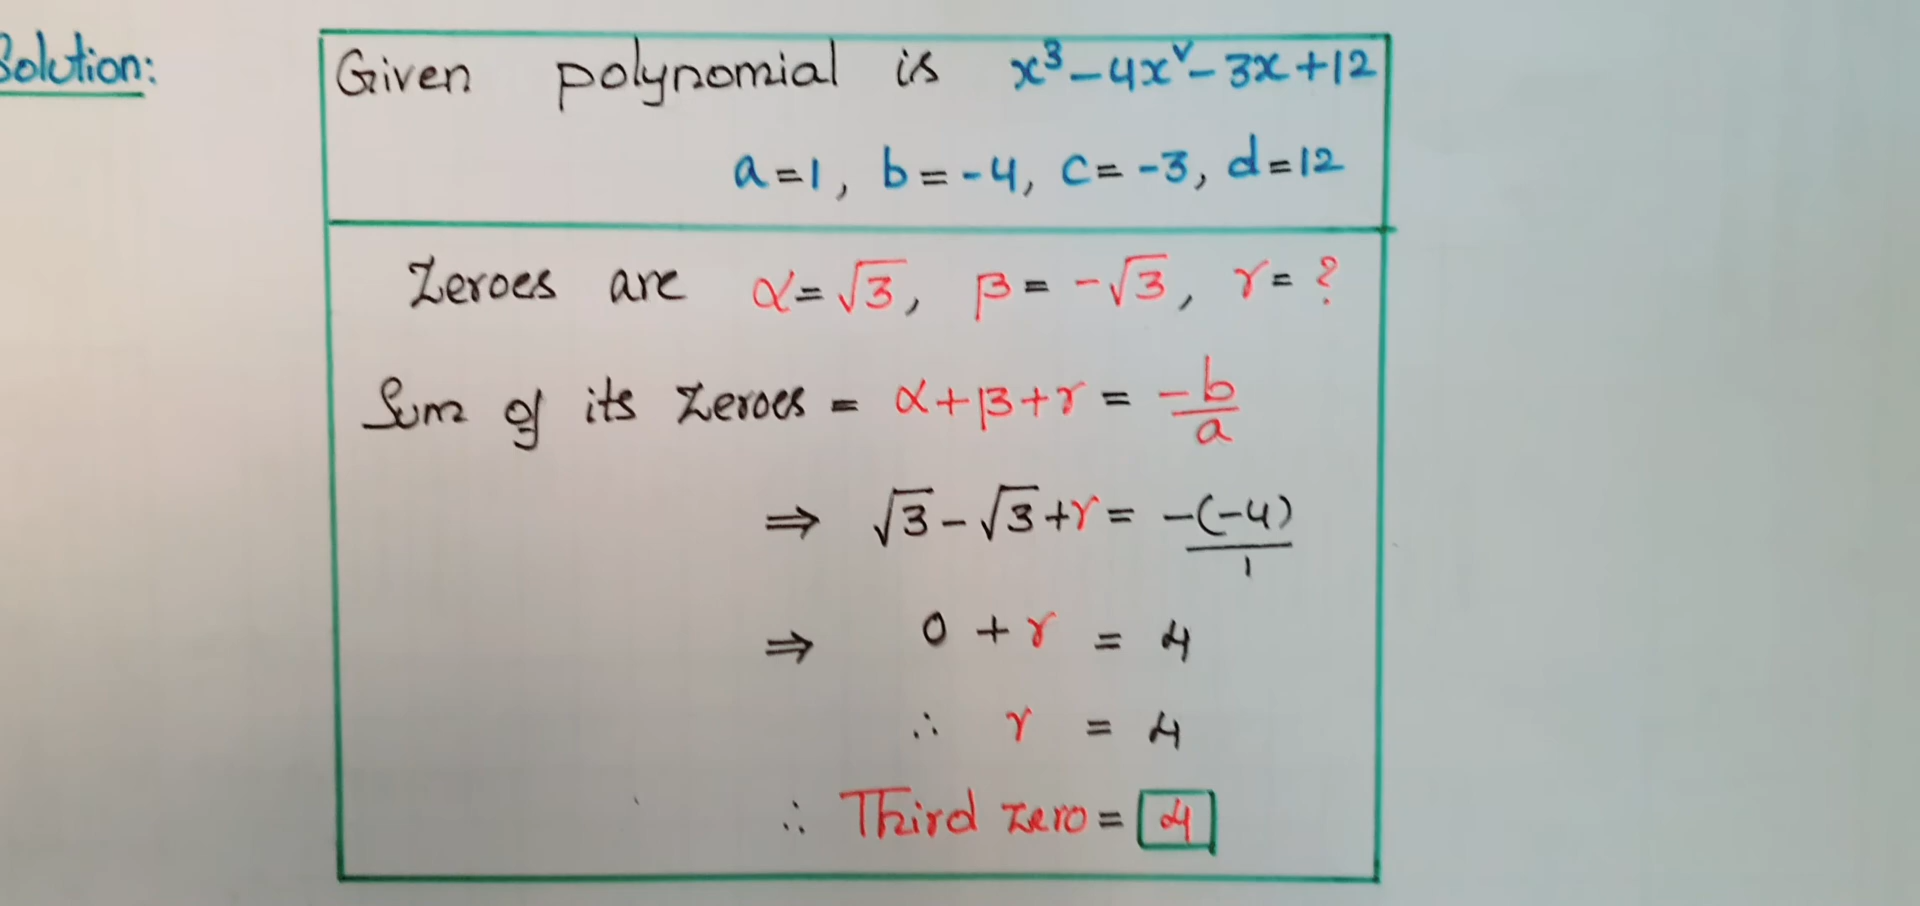 Solution:
Given polynomial is x³-4x²-3x+12
a=1, b=-4, c=-3, d=12
Zeroes are α=√3, β=-√3, γ=?
Sum of its zeroes = α+β+γ = -b/a
⇒ √3-√3+γ = -(-4)/1
⇒ 0+γ = 4
∴ γ = 4
∴ Third zero = 4